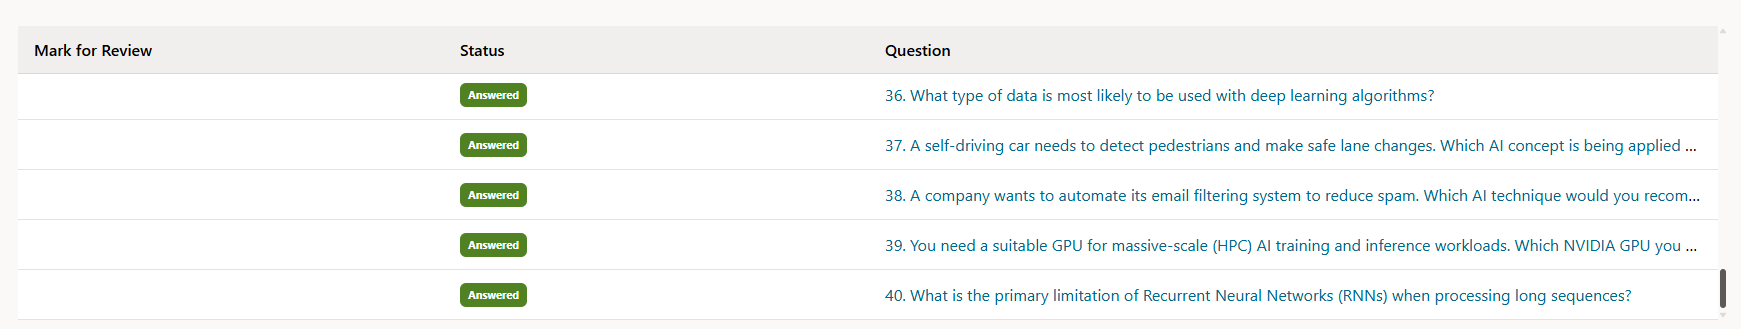 Mark for Review Status Question
Answered 36. What type of data is most likely to be used with deep learning algorithms?
Answered 37. A self-driving car needs to detect pedestrians and make safe lane changes. Which AI concept is being applied ...
Answered 38. A company wants to automate its email filtering system to reduce spam. Which AI technique would you recom...
Answered 39. You need a suitable GPU for massive-scale (HPC) AI training and inference workloads. Which NVIDIA GPU you ...
Answered 40. What is the primary limitation of Recurrent Neural Networks (RNNs) when processing long sequences?